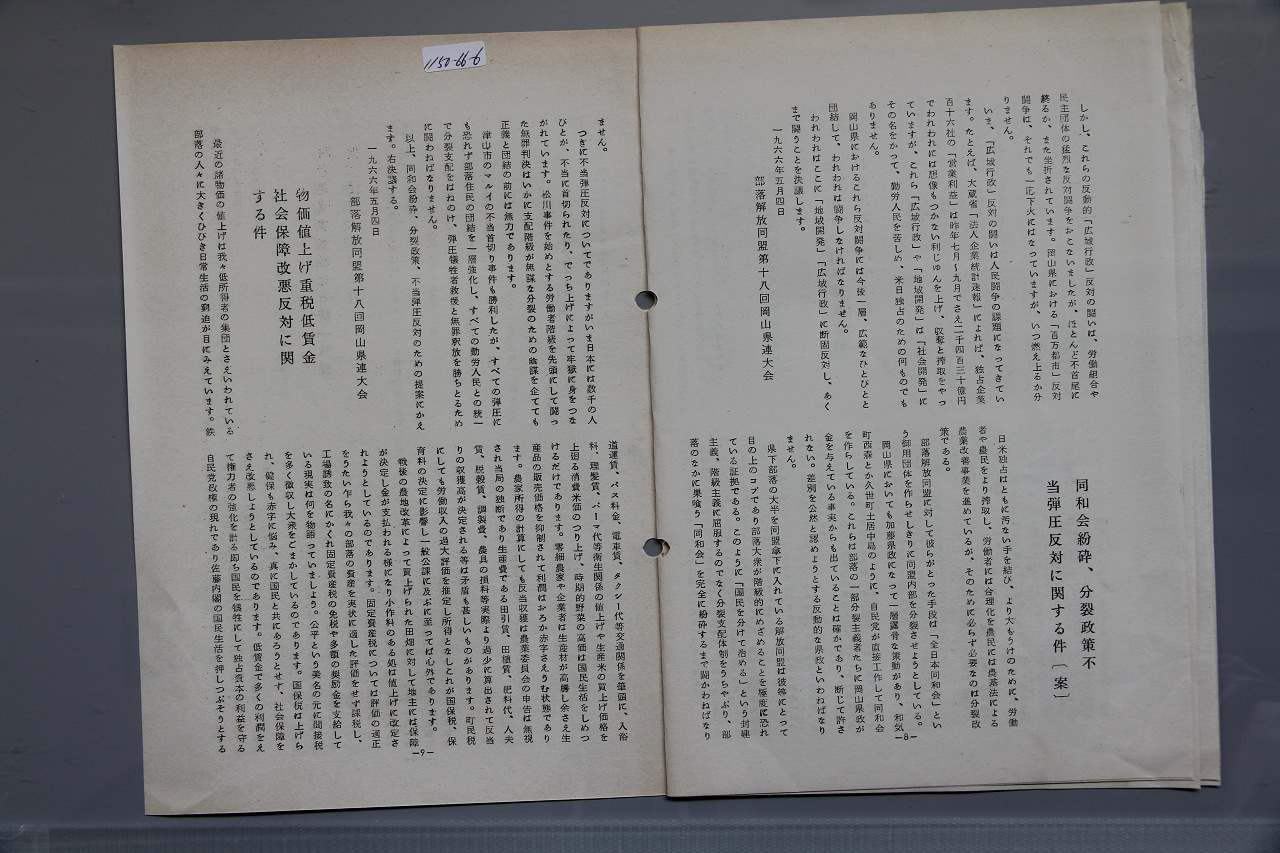 1150-66-6
しかし、これらの反動的「広域行政」反対の闘いは、労働組合や
民主団体の猛烈な反対闘争をおこないましたが、ほとんど不首尾に
終るか、また坐折されています。岡山県における「百万都市」反対
闘争は、それでも一応下火にはなっていますが、いつ燃え上るか分
りません。
いま、「広域行政」反対の闘いは人民闘争の課題になってきてい
ます。たとえば、大蔵省「法人企業統計速報」によれば、独占企業
百十六社の「営業利益」は昨年七月〜九月でさえ二千四百三十億円
でわれわれには想像もつかない利じゅんを上げ、収奪と搾取をやっ
ていますが、これら「広域行政」や「地域開発」は「社会開発」に
その名をかって、勤労人民を苦しめ、米日独占のための何ものでも
ありません。
岡山県におけるこれら反対闘争には今後一層、広範なひとびとと
団結して、われわれは闘争しなければなりません。
われわれはここに「地域開発」「広域行政」に断固反対し、あく
まで闘うことを決議します。
一九六六年五月四日
部落解放同盟第十八回岡山県連大会
同和会紛砕、分裂政策不
当弾圧反対に関する件〔案〕
日米独占はともに汚ない手を結び、より大もうけのために、労働
者や農民をより搾取し、労働者には合理化を農民には農基法による
農業改善事業を進めているが、そのために必らず必要なのは分裂政
策である。
部落解放同盟に対して彼らがとった手段は「全日本同和会」とい
う御用団体を作らせしきりに同盟内部を分裂させようとしている。
岡山県においても加藤県政になって一層露骨な策動があり、和気
町西森とか久世町土居中島のように、自民党が直接工作して同和会
を作らしている。これらは部落の一部分裂主義者たちに岡山県政が
金を与えている事実からも出ていることは確かであり、断じて許さ
れない。差別を公然と認めようとする反動的な県政といわねばなり
ません。
県下部落の大半を同盟傘下に入れている解放同盟は彼等にとって
目の上のコブであり部落大衆が階級的にめざめることを極度に恐れ
ている証拠である。このように「国民を分けて治める」という封建
主義、階級主義に屈服するのでなく分裂支配体制をうちやぶり、部
落のなかに巣喰う「同和会」を完全に紛砕するまで闘かわねばなり
—8—
ません。
つぎに不当弾圧反対についてでありますがいま日本には数千の人
ひとが、不当に首切られたり、でっち上げによって牢獄に身をつな
がれています。松川事件を始めとする労働者階級を先頭にして闘っ
た無罪判決はいかに支配階級が無謀な分裂のための陰謀を企てても
正義と団結の前には無力であります。
津山市のマルイの不当首切り事件も勝利したが、すべての弾圧に
も恐れず部落住民の団結を一層強化し、すべての勤労人民との統一
で分裂支配をはねのけ、弾圧犠牲者救援と無罪釈放を勝ちとるため
に闘わねばなりません。
以上、同和会紛砕、分裂政策、不当弾圧反対のための提案にかえ
ます。右決議する。
一九六六年五月四日
部落解放同盟第十八回岡山県連大会
物価値上げ重税低賃金
社会保障改悪反対に関
する件
最近の諸物価の値上げは我々低所得者の集団とさえいわれている
部落の人々に大きくひびき日常生活の窮迫が目にみえています。鉄
道運賃、バス料金、電車賃、タクシー代等交通関係を筆頭に、入浴
料、理髪賃、パーマ代等衛生関係の値上げや生産米の買上げ価格を
上廻る消費米価のつり上げ、時期的野菜の高価は国民生活をしめつ
けるだけであります。零細農家や企業者は生産材が高騰し余さえ生
産品の販売価格を抑制されて利潤はおろか赤字さえうむ状態であり
ます。農家所得の計算にしても反当収獲は農業委員会の申告は無視
され当局の独断であり生産費である田引賃、田植賃、肥料代、人夫
賃、脱穀賃、調製費、農具の損料等実際より過少に算出されて反当
りの収獲高が決定される等は矛盾も甚しいものがあります。町民税
にしても労働収入の過大評価を推定し所得となしこれが国保税、保
育料の決定に影響し一般公課に及ぶに至ってば心外であります。
戦後の農地改革によって買上げられた田畑に対して地主には保障
が決定し金が支払われる様になり小作料のある処は値上げに改定さ
れようとしているのであります。固定資産税については評価の適正
をうたい乍ら我々の部落の資産を実状に適した評価をせず課税し、
工場誘致の名にかくれ固定資産税の免税や多額の奨励金を支給して
いる現実は何を物語っていましょう。公平という美名の元に間接税
を多く徴収し大衆をごまかしているのであります。国保税は上げら
れ、健保も赤字に悩み、真に国民と共にあろうとせず、社会保障を
さえ改悪しようとしているのであります。低賃金で多くの利潤をえ
て権力者の強化を計る即ち国民を犠牲にして独占資本の利益を守る
自民党政権の現れであり佐藤内閣の国民生活を押しつぶそうとする
—9—